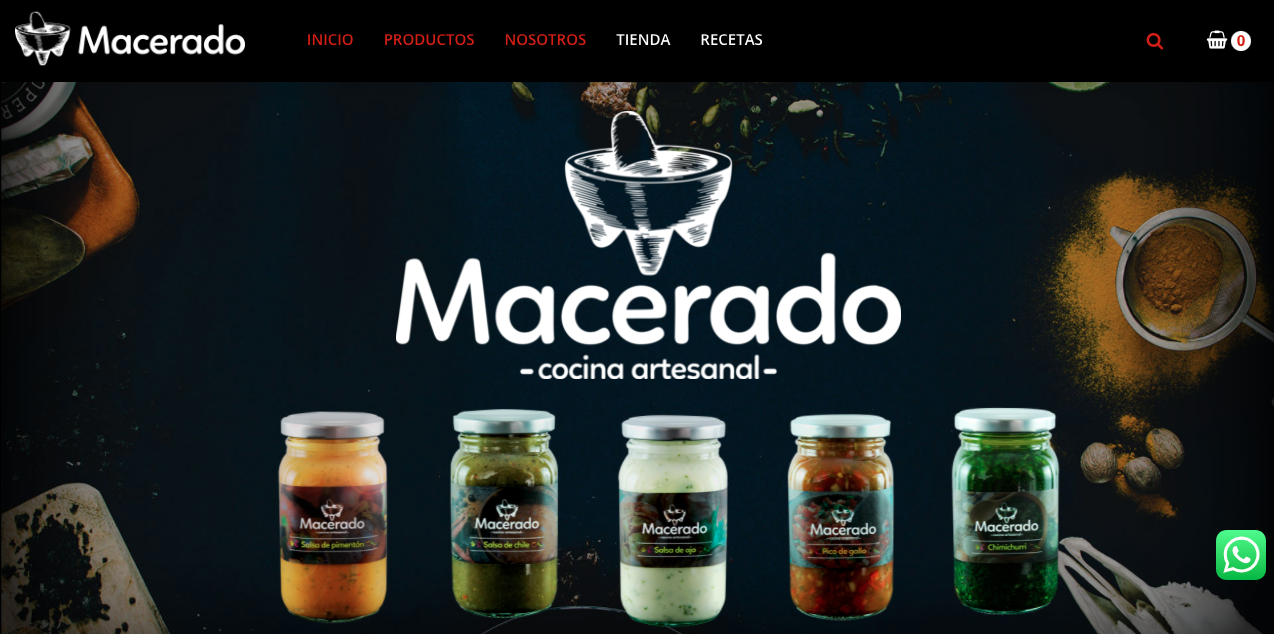 Macerado
INICIO PRODUCTOS NOSOTROS TIENDA RECETAS
0
Macerado
-cocina artesanal-
Macerado
Salsa de pimentón
Macerado
Salsa de chile
Macerado
Salsa de ajo
Macerado
Pico de gallo
Macerado
Chimichurri